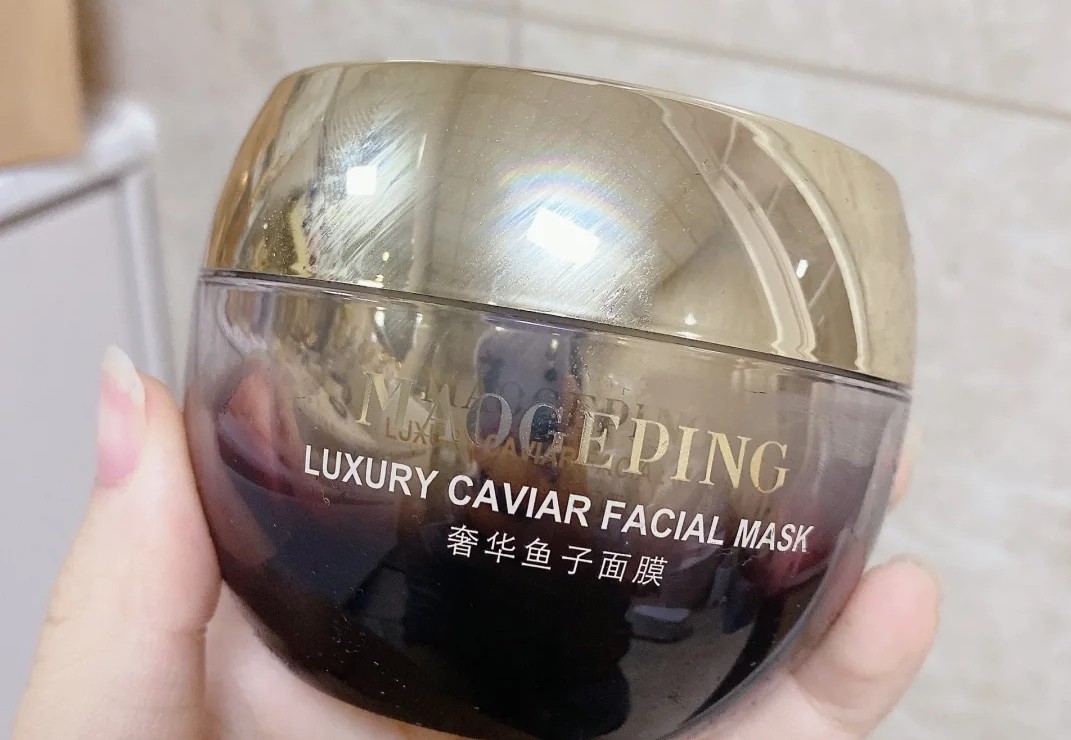 MAOGEPING
LUXURY CAVIAR FACIAL MASK
奢华鱼子面膜